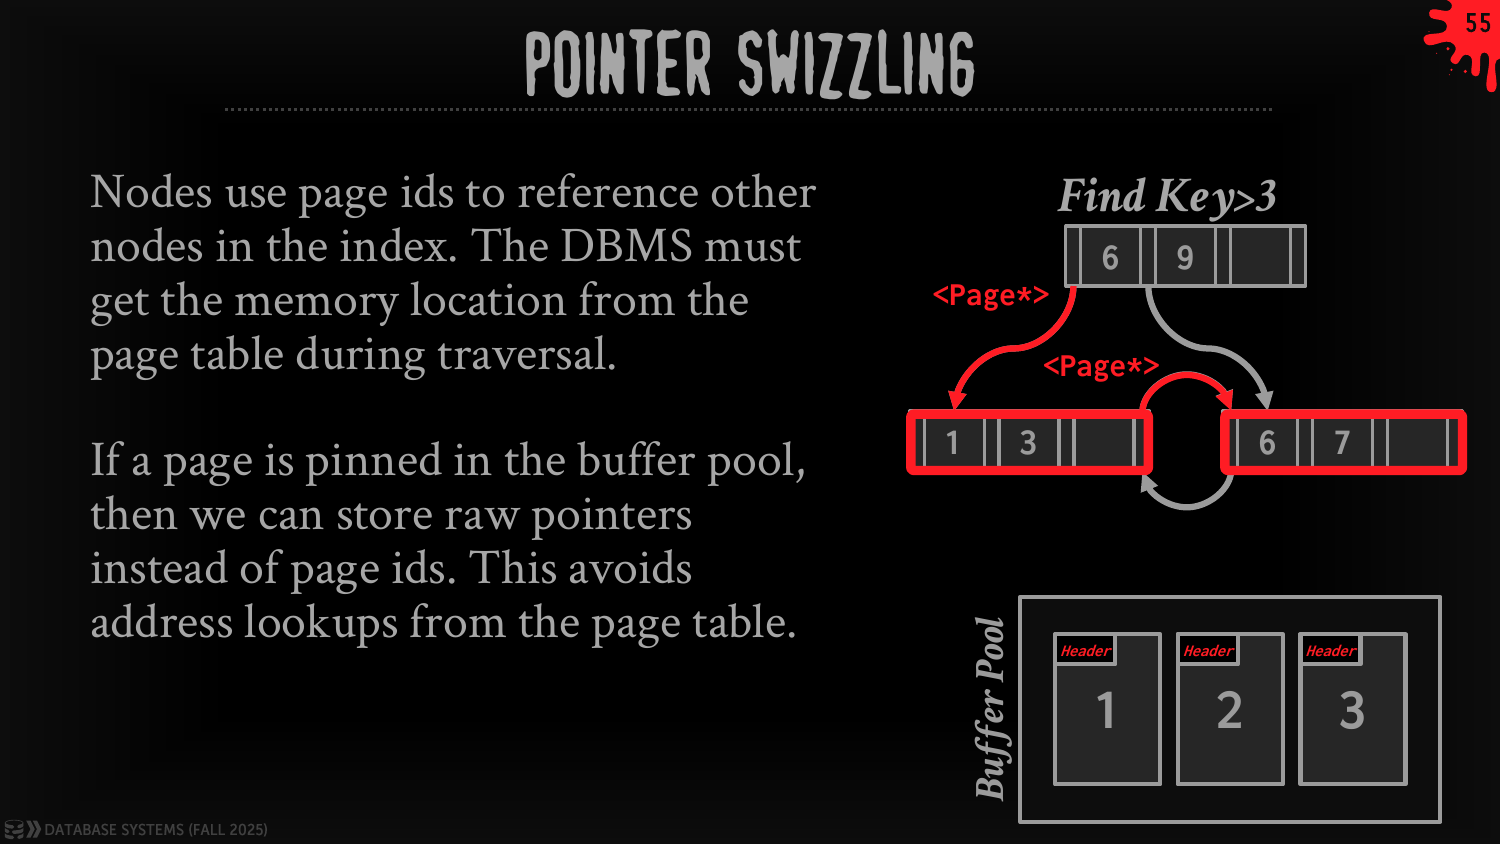 55
POINTER SWIZZLING
Nodes use page ids to reference other
nodes in the index. The DBMS must
get the memory location from the
page table during traversal.
If a page is pinned in the buffer pool,
then we can store raw pointers
instead of page ids. This avoids
address lookups from the page table.
Find Key>3
6 9
<Page*>
<Page*>
1 3
6 7
Buffer Pool
Header Header Header
1 2 3
DATABASE SYSTEMS (FALL 2025)